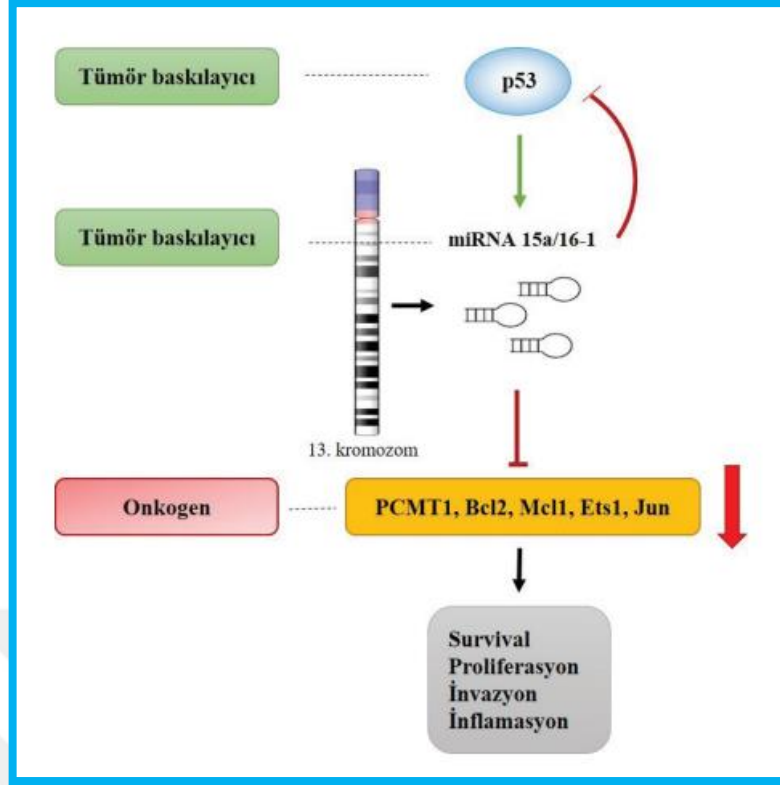 Tümör baskılayıcı
p53
Tümör baskılayıcı
miRNA 15a/16-1
13. kromozom
Onkogen
PCMT1, Bcl2, Mcl1, Ets1, Jun
Survival
Proliferasyon
İnvazyon
İnflamasyon